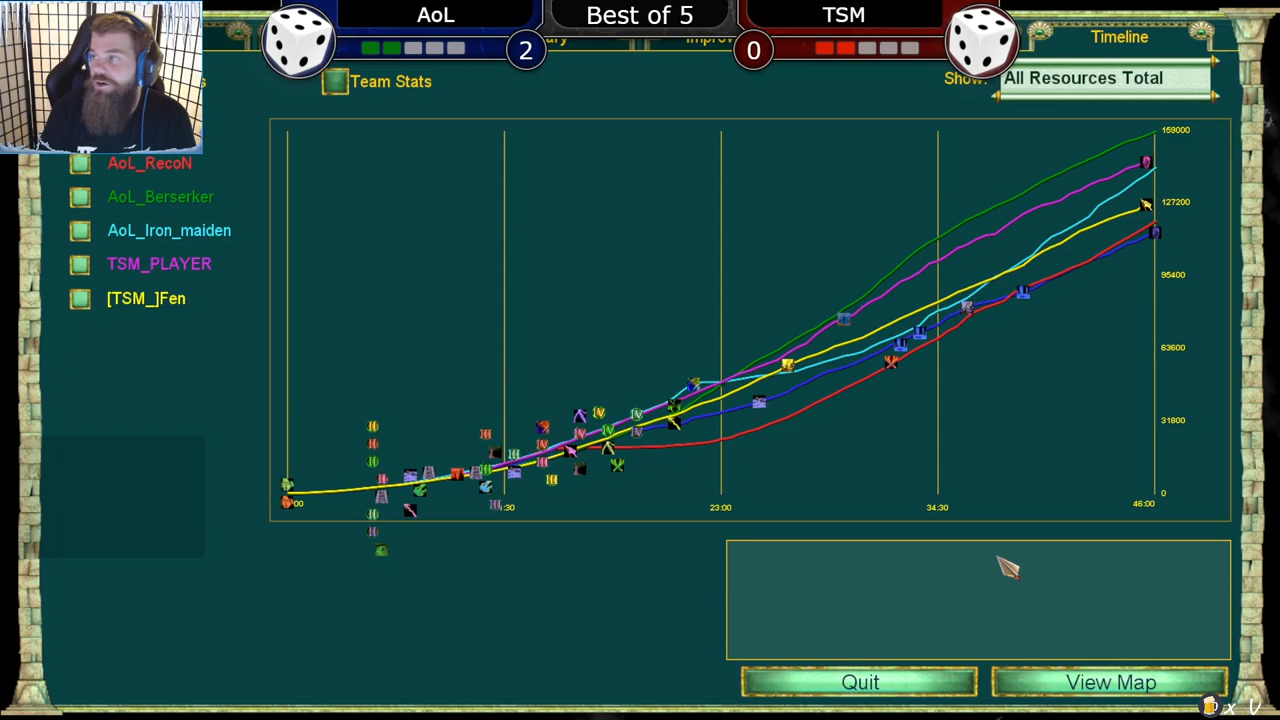 AoL
Best of 5
TSM
2
0
Timeline
Team Stats
Show:
All Resources Total
AoL_RecoN
AoL_Berserker
AoL_Iron_maiden
TSM_PLAYER
[TSM_]Fen
159000
127200
95400
63600
31800
0
:00
:30
23:00
34:30
46:00
Quit
View Map